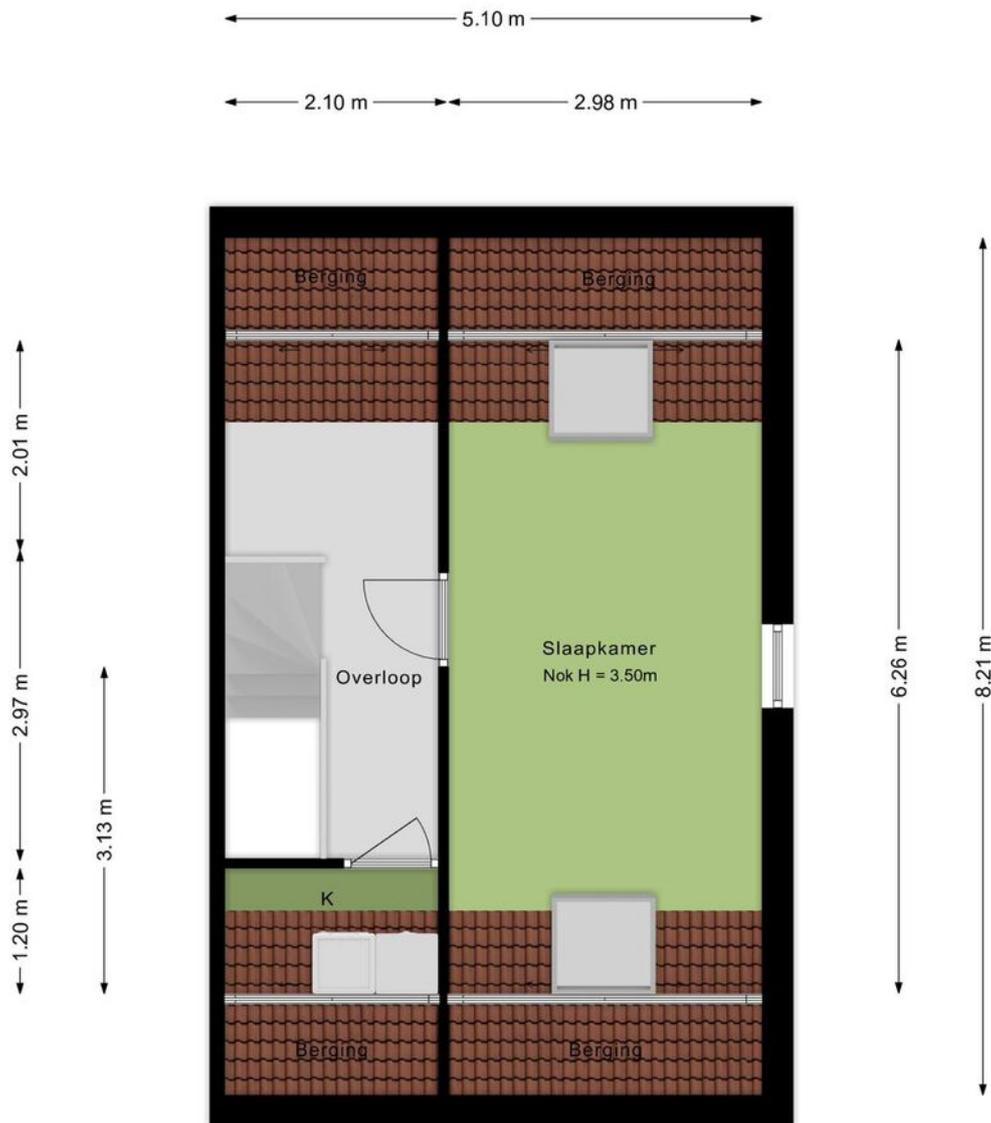 5.10 m
2.10 m
2.98 m
Berging
Berging
2.01 m
2.97 m
3.13 m
1.20 m
Overloop
Slaapkamer
Nok H = 3.50m
6.26 m
8.21 m
K
Berging
Berging